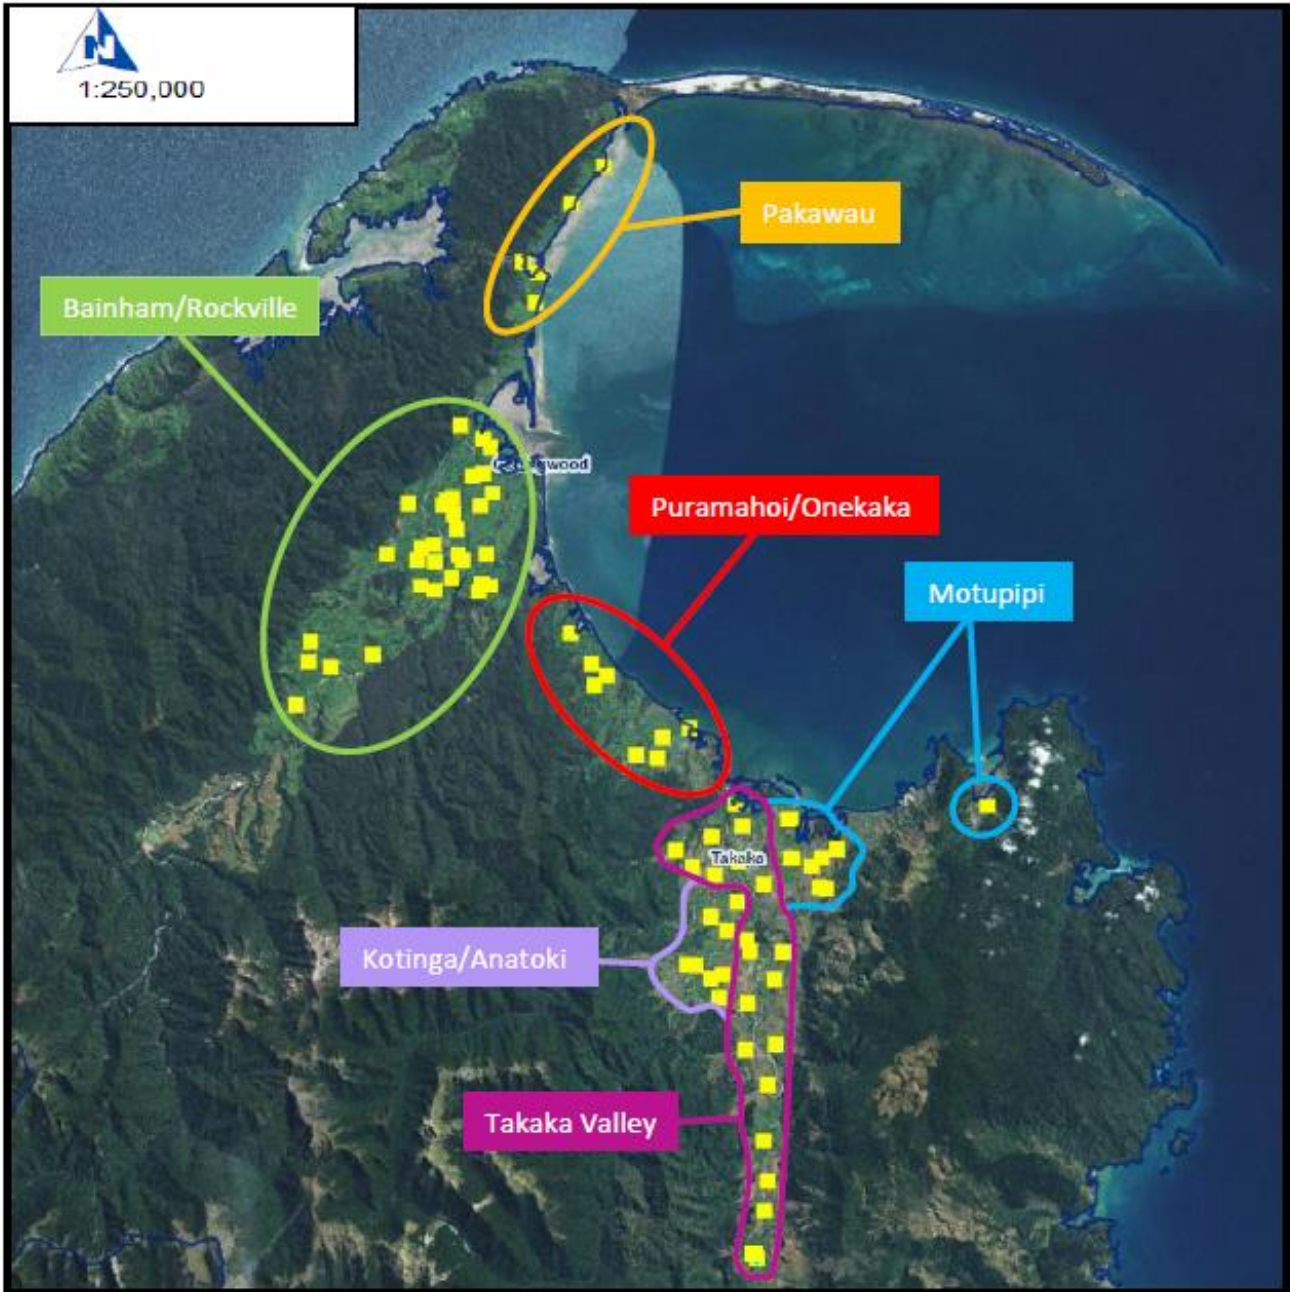 N
1:250,000
Pakawau
Bainham/Rockville
Puramahoi/Onekaka
Motupipi
Takaka
Kotinga/Anatoki
Takaka Valley